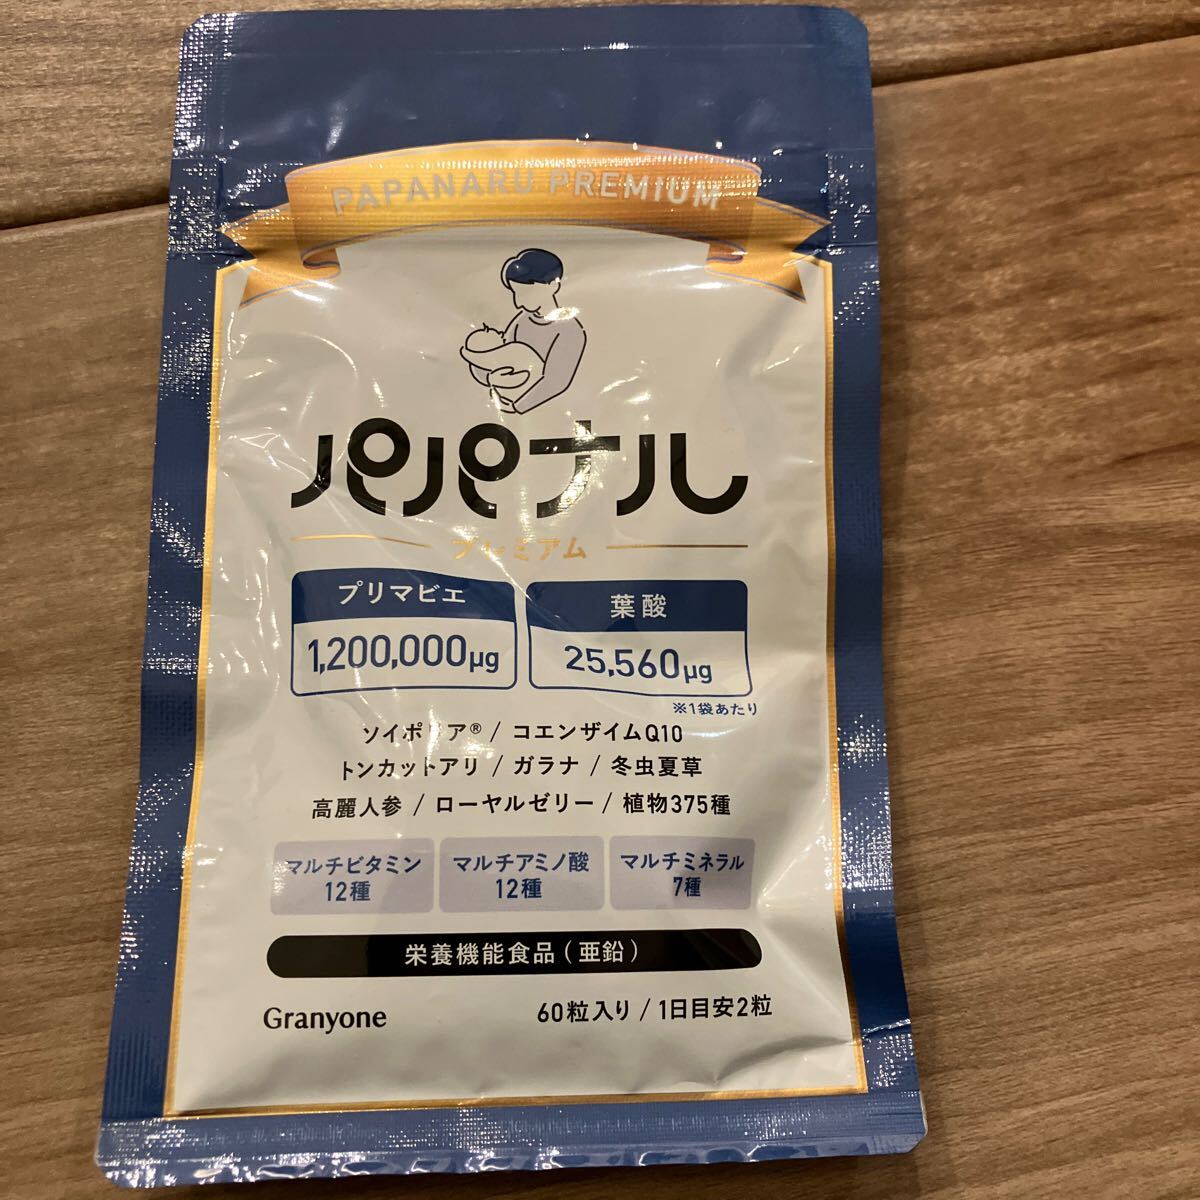 PAPANARU PREMIUM
パパナル
プレミアム
プリマビエ
1,200,000μg
葉酸
25,560μg
※1袋あたり
ソイポリア® / コエンザイムQ10
トンカットアリ / ガラナ / 冬虫夏草
高麗人参 / ローヤルゼリー / 植物375種
マルチビタミン
12種
マルチアミノ酸
12種
マルチミネラル
7種
栄養機能食品（亜鉛）
Granyone
60粒入り / 1日目安2粒